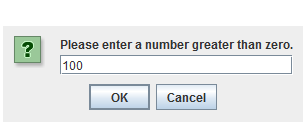 ?
Please enter a number greater than zero.
100
OK Cancel